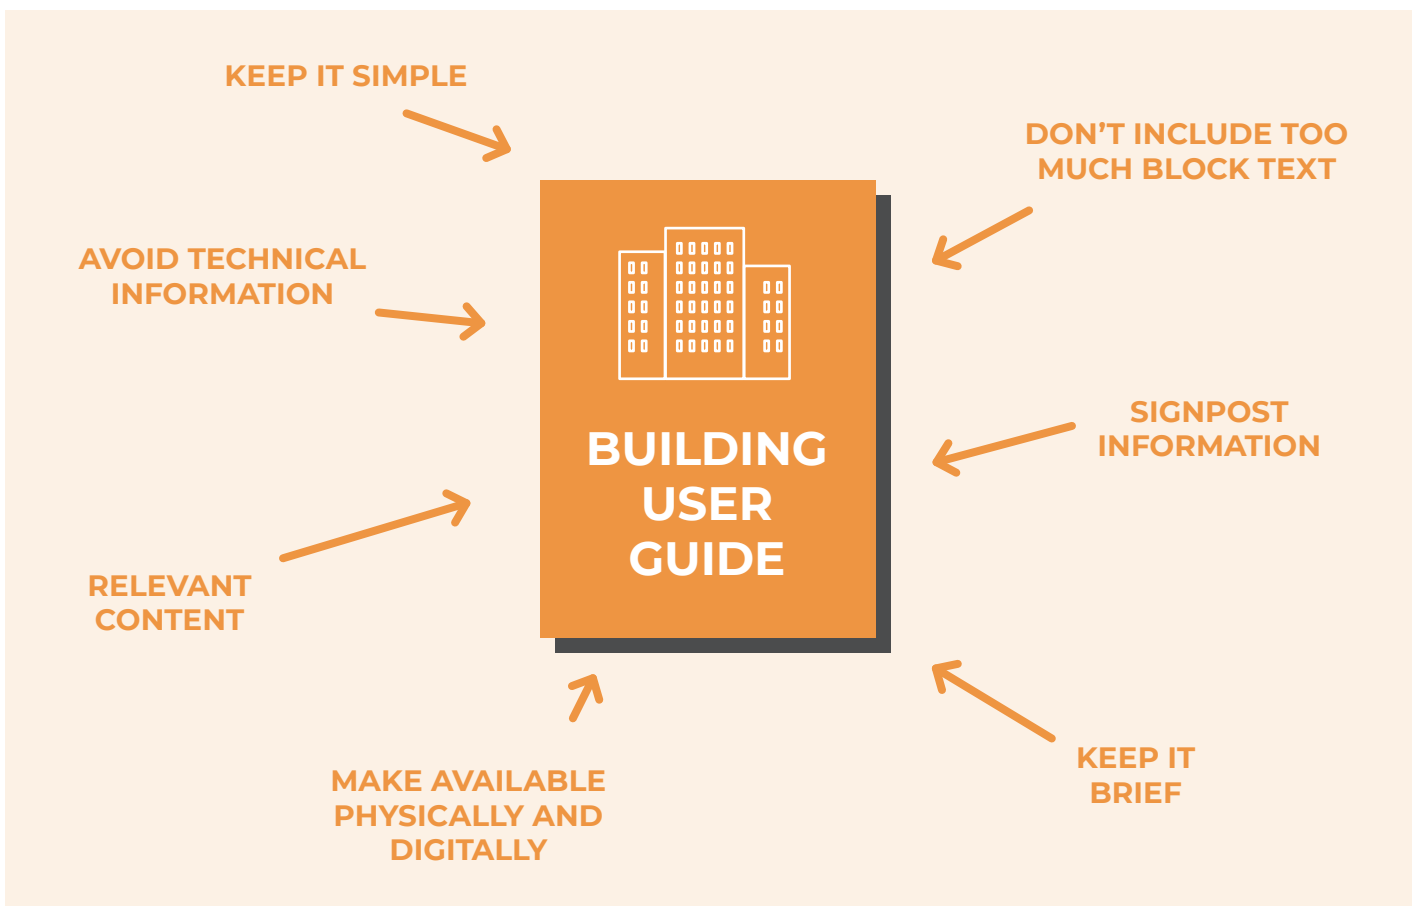 KEEP IT SIMPLE
DON'T INCLUDE TOO
MUCH BLOCK TEXT
AVOID TECHNICAL
INFORMATION
SIGNPOST
INFORMATION
BUILDING
USER
GUIDE
RELEVANT
CONTENT
KEEP IT
BRIEF
MAKE AVAILABLE
PHYSICALLY AND
DIGITALLY